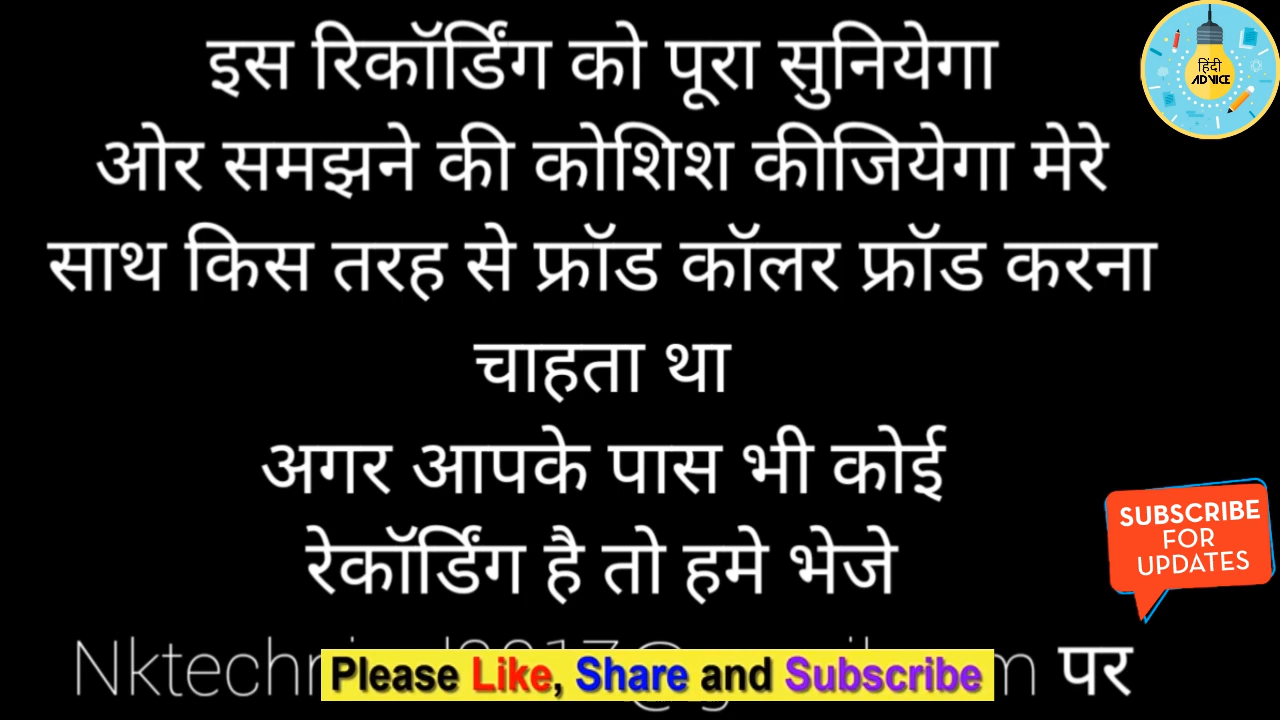 इस रिकॉर्डिंग को पूरा सुनियेगा
ओर समझने की कोशिश कीजियेगा मेरे
साथ किस तरह से फ्रॉड कॉलर फ्रॉड करना
चाहता था
अगर आपके पास भी कोई
रेकॉर्डिंग है तो हमे भेजे
पर
Please Like, Share and Subscribe
हिंदी
ADVICE
SUBSCRIBE
FOR
UPDATES